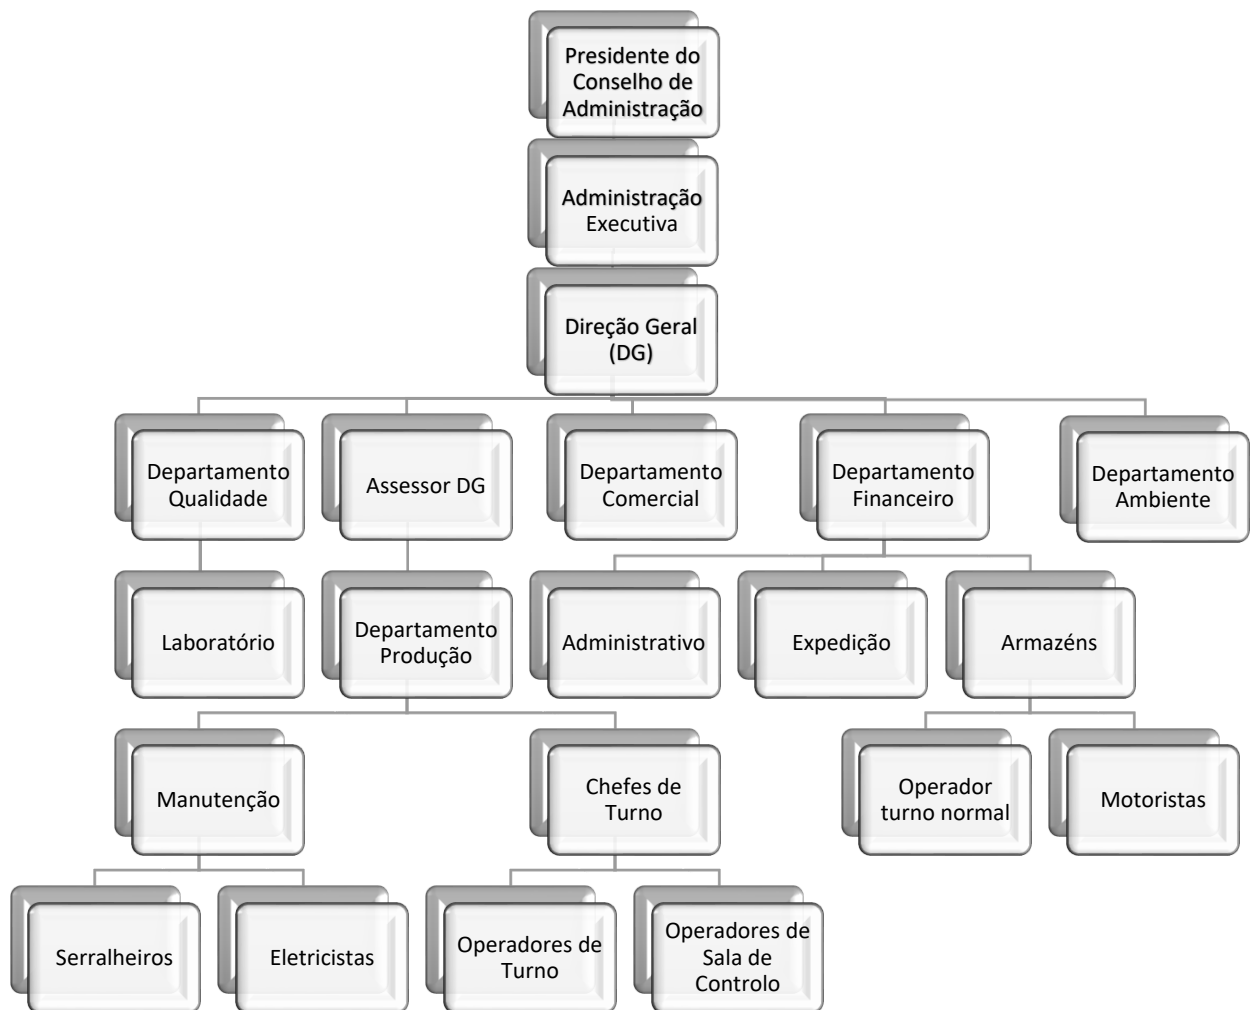 Presidente do
Conselho de
Administração
Administração
Executiva
Direção Geral
(DG)
Departamento
Qualidade
Assessor DG
Departamento
Comercial
Departamento
Financeiro
Departamento
Ambiente
Laboratório
Departamento
Produção
Administrativo
Expedição
Armazéns
Manutenção
Chefes de
Turno
Operador
turno normal
Motoristas
Serralheiros
Eletricistas
Operadores de
Turno
Operadores de
Sala de
Controlo